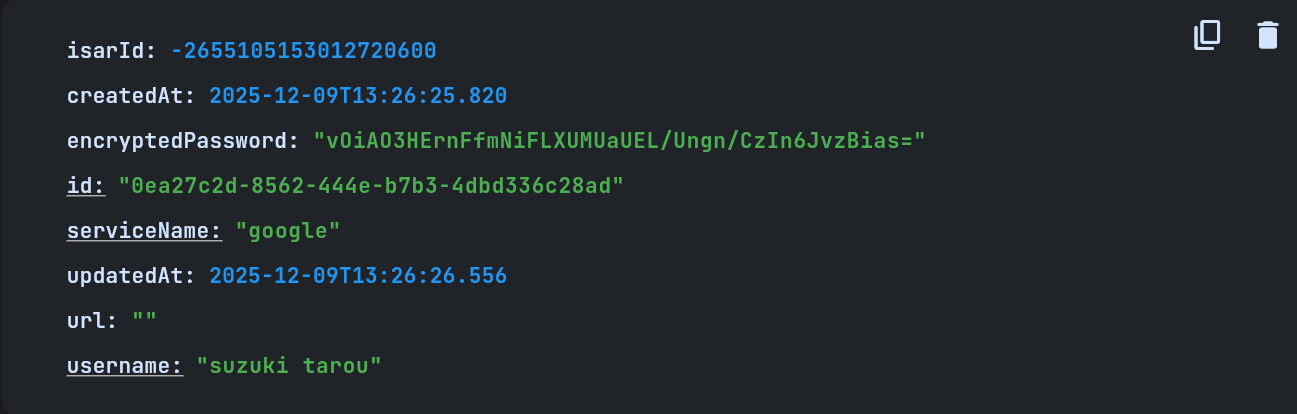 isarId: -2655105153012720600
createdAt: 2025-12-09T13:26:25.820
encryptedPassword: "vOiAO3HErnFfmNiFLXUMUaUEL/Ungn/CzIn6JvzBias="
id: "0ea27c2d-8562-444e-b7b3-4dbd336c28ad"
serviceName: "google"
updatedAt: 2025-12-09T13:26:26.556
url: ""
username: "suzuki tarou"